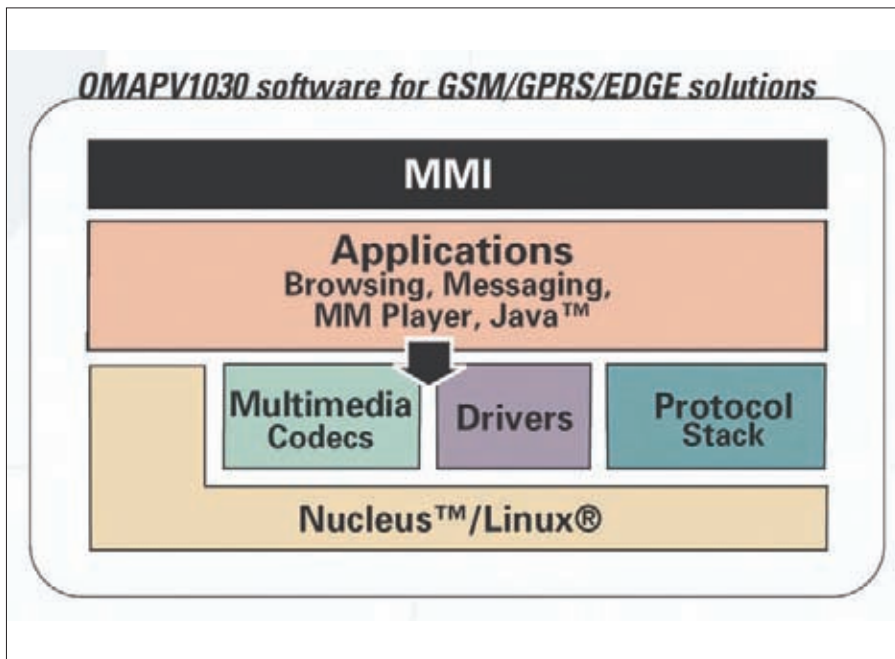 OMAPV1030 software for GSM/GPRS/EDGE solutions
MMI
Applications
Browsing, Messaging,
MM Player, Java™
Multimedia
Codecs
Drivers
Protocol
Stack
Nucleus™/Linux®